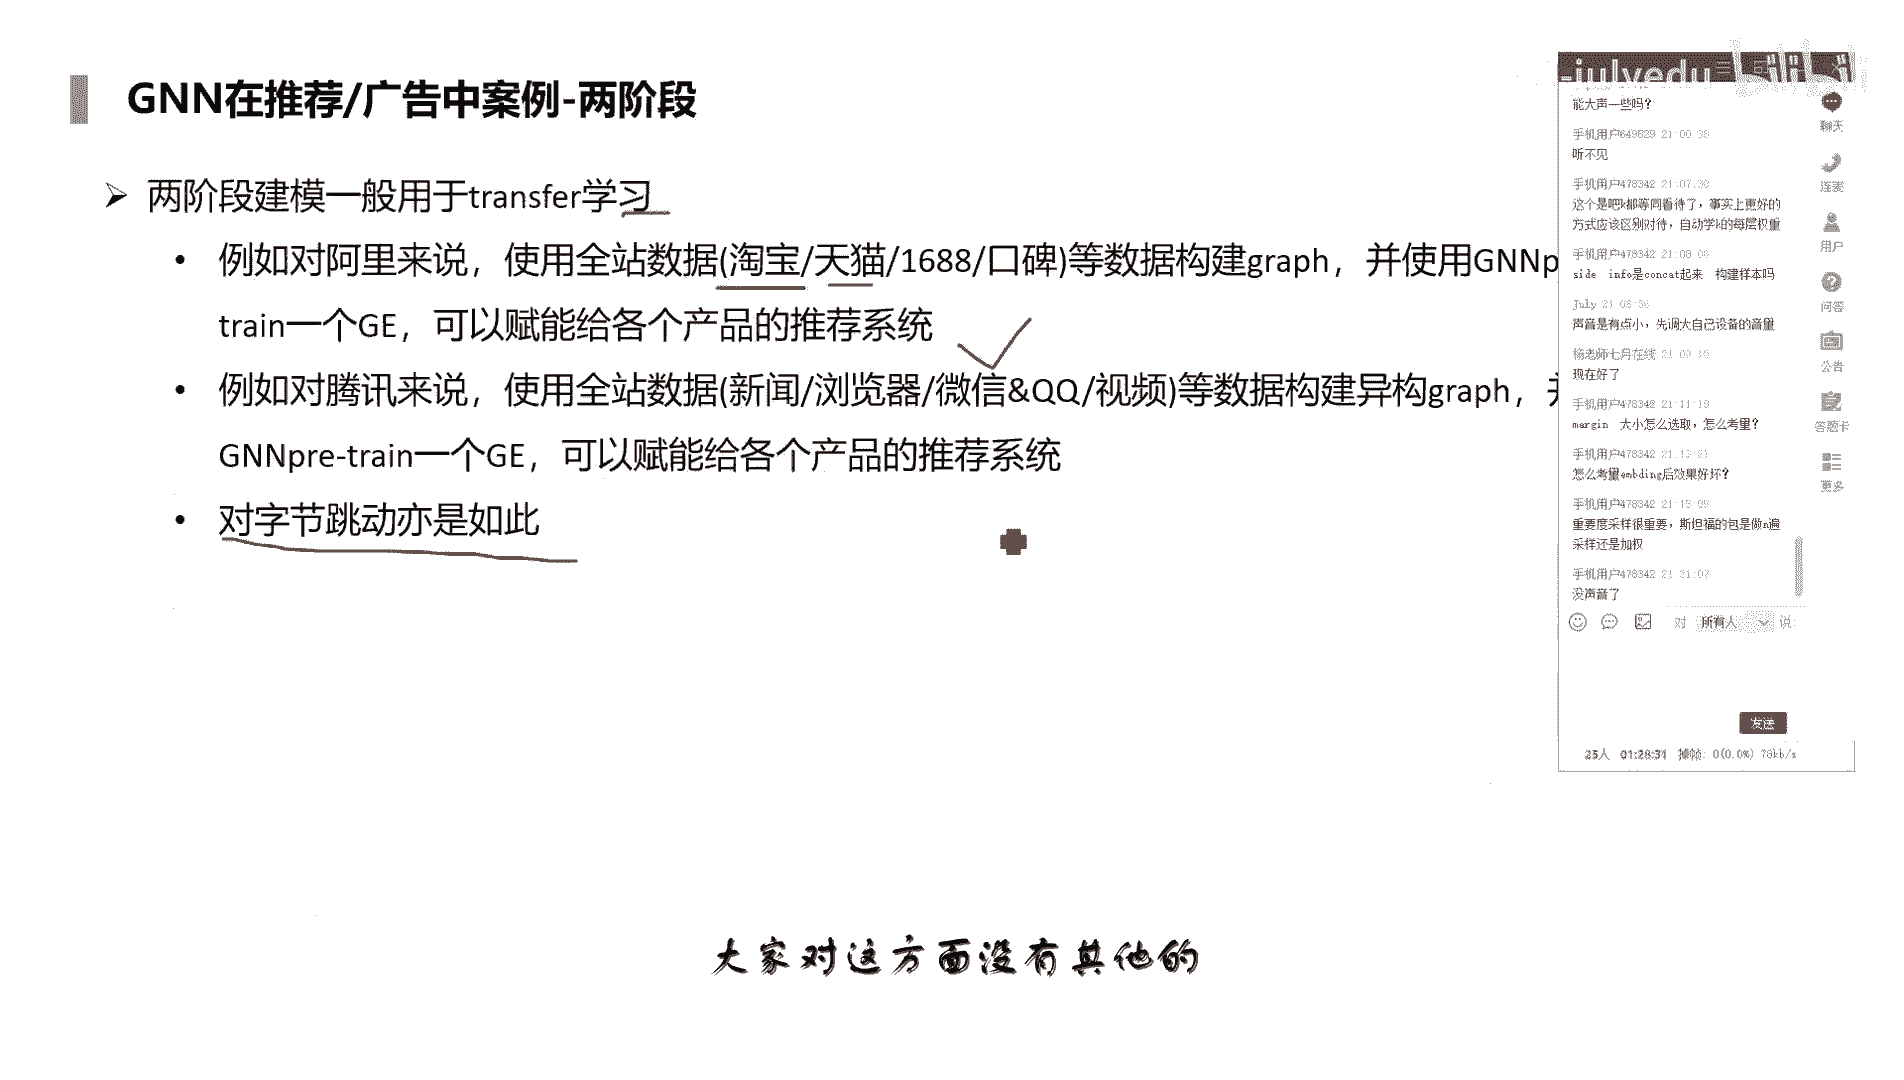 GNN在推荐/广告中案例-两阶段
两阶段建模一般用于transfer学习
例如对阿里来说，使用全站数据(淘宝/天猫/1688/口碑)等数据构建graph，并使用GNNp
train一个GE，可以赋能给各个产品的推荐系统
例如对腾讯来说，使用全站数据(新闻/浏览器/微信&QQ/视频)等数据构建异构graph，
GNNpre-train一个GE，可以赋能给各个产品的推荐系统
对字节跳动亦是如此
大家对这方面没有其他的
-julyedu
bilibili
能大声一些吗？
手机用户649829 21:00:38
听不见
手机用户478342 21:07:30
这个是吧k都等同看待了，事实上更好的
方式应该区别对待，自动学k的每层权重
手机用户478342
side info是concat起来 构建样本吗
July
声音是有点小，先调大自己设备的音量
杨老师七月在线
现在好了
手机用户478342 21:11:19
margin 大小怎么选取，怎么考量？
手机用户478342 21:13:21
怎么考量embding后效果好坏？
手机用户478342
重要度采样很重要，斯坦福的包是做n遍
采样还是加权
手机用户478342 21:21:07
没声音了
对 所有人 说:
发送
25人 01:28:31 掉帧: 0(0.0%) 78kb/s
聊天
连麦
用户
问答
公告
答题卡
更多